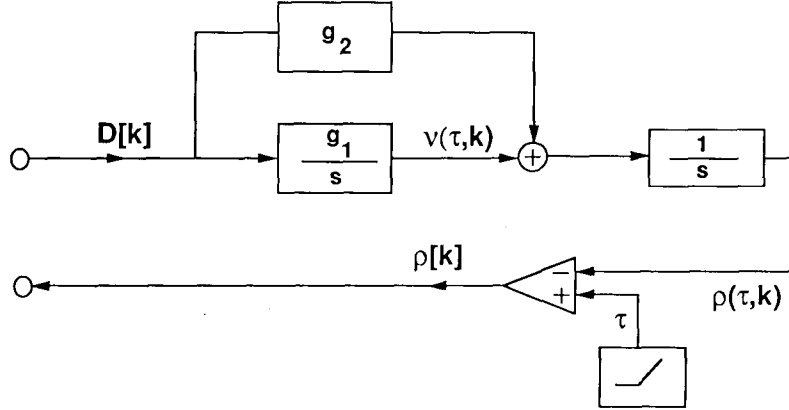 g₂
D[k]
g₁
s
ν(τ,k)
+
1
s
ρ[k]
−
+
ρ(τ,k)
τ